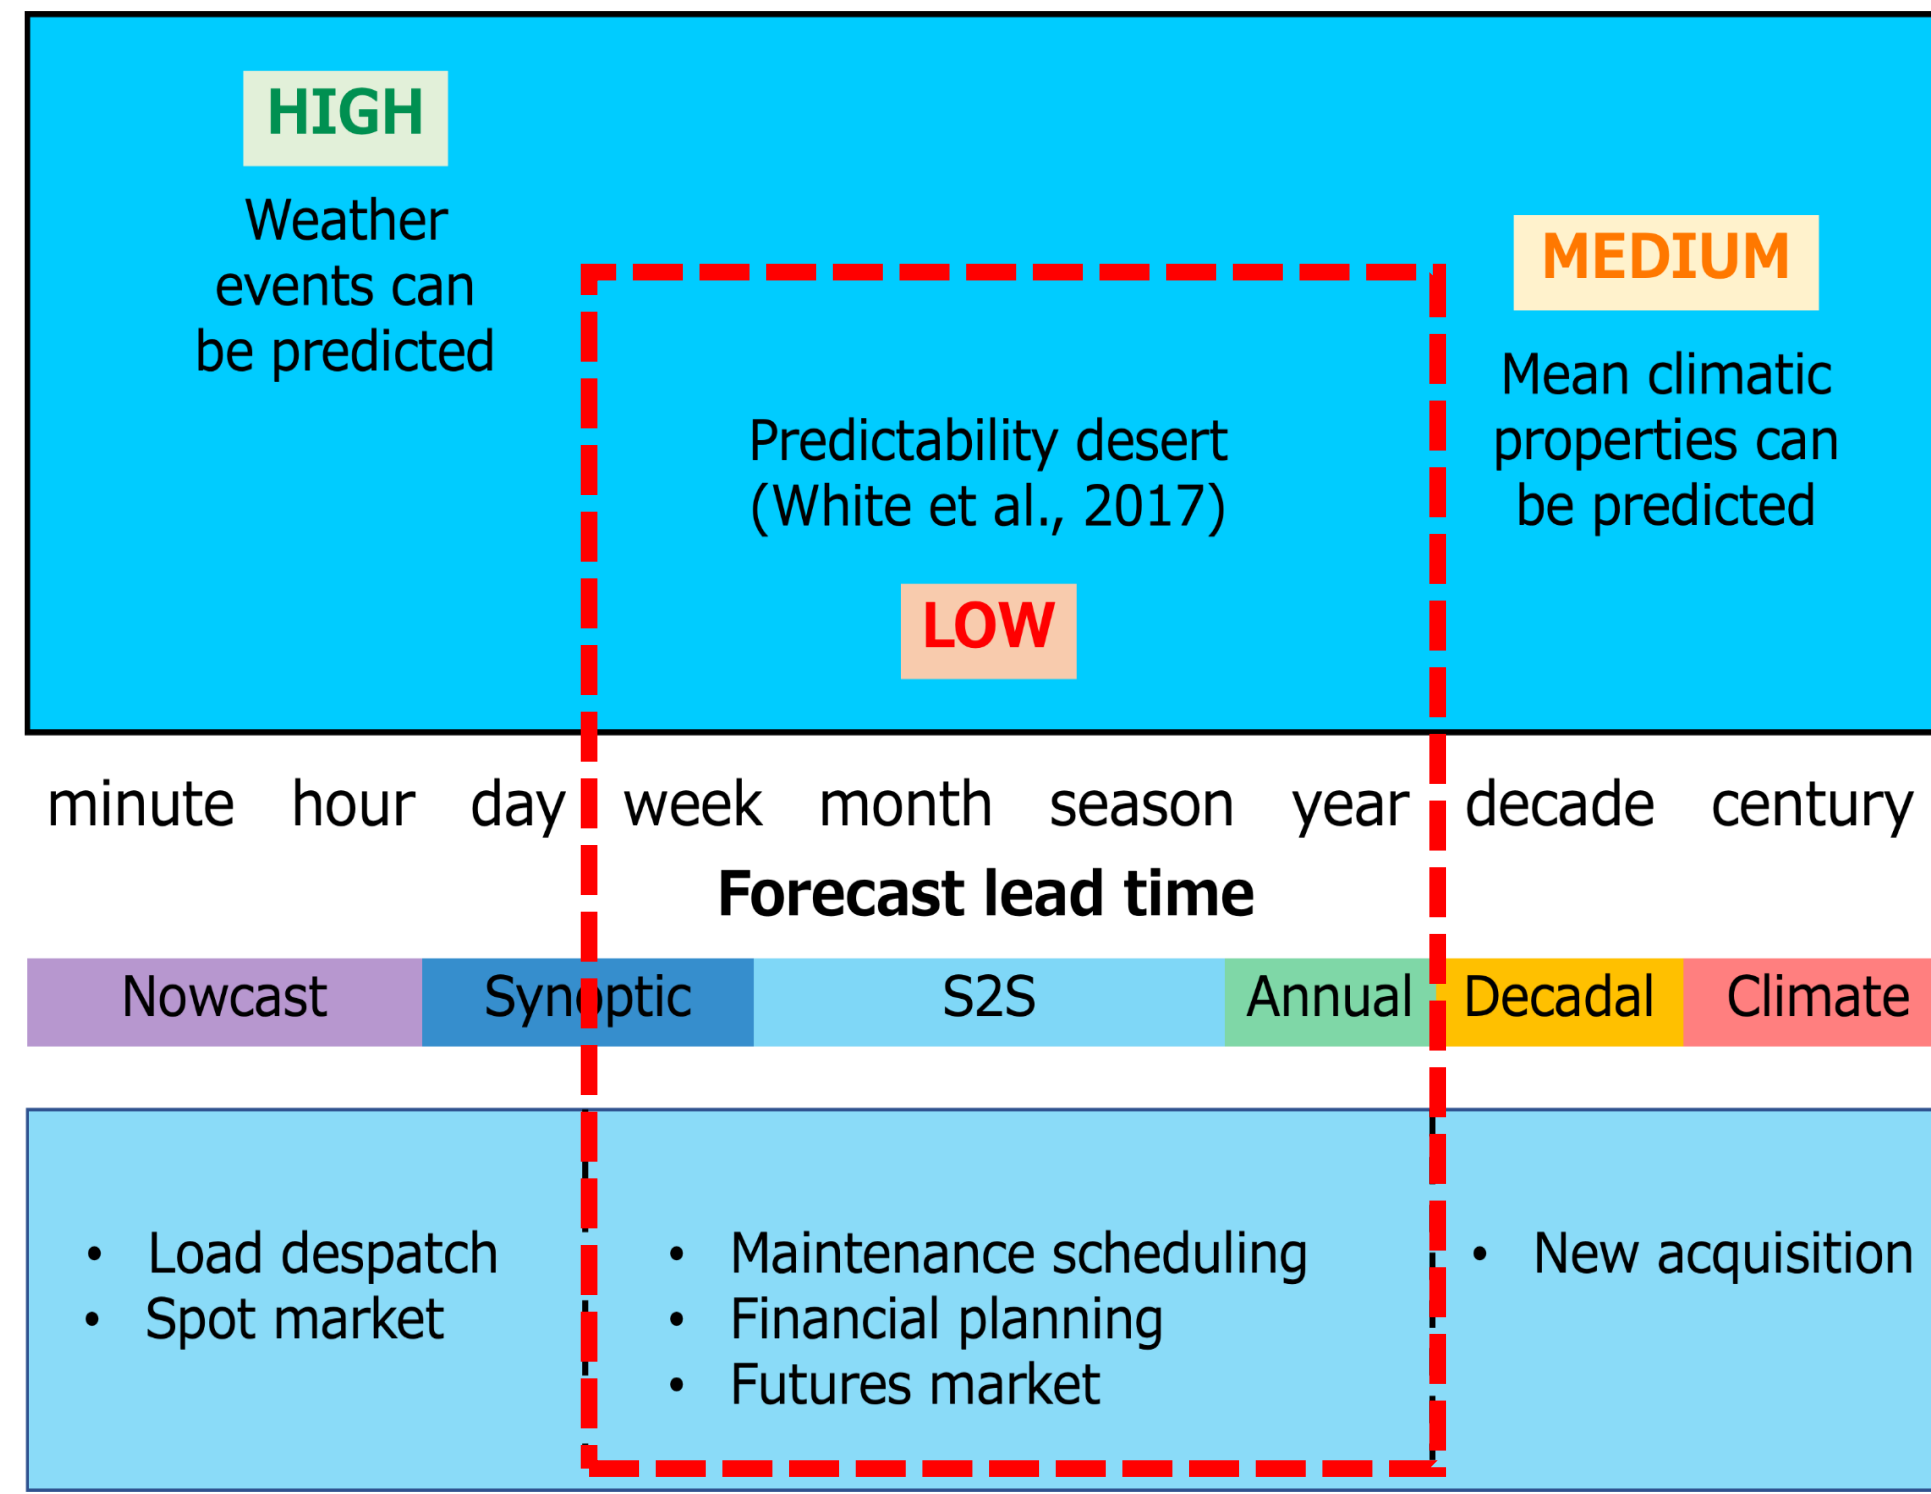 HIGH
Weather
events can
be predicted
Predictability desert
(White et al., 2017)
LOW
MEDIUM
Mean climatic
properties can
be predicted
minute hour day week month season year decade century
Forecast lead time
Nowcast Synoptic S2S Annual Decadal Climate
• Load despatch
• Spot market
• Maintenance scheduling
• Financial planning
• Futures market
• New acquisition